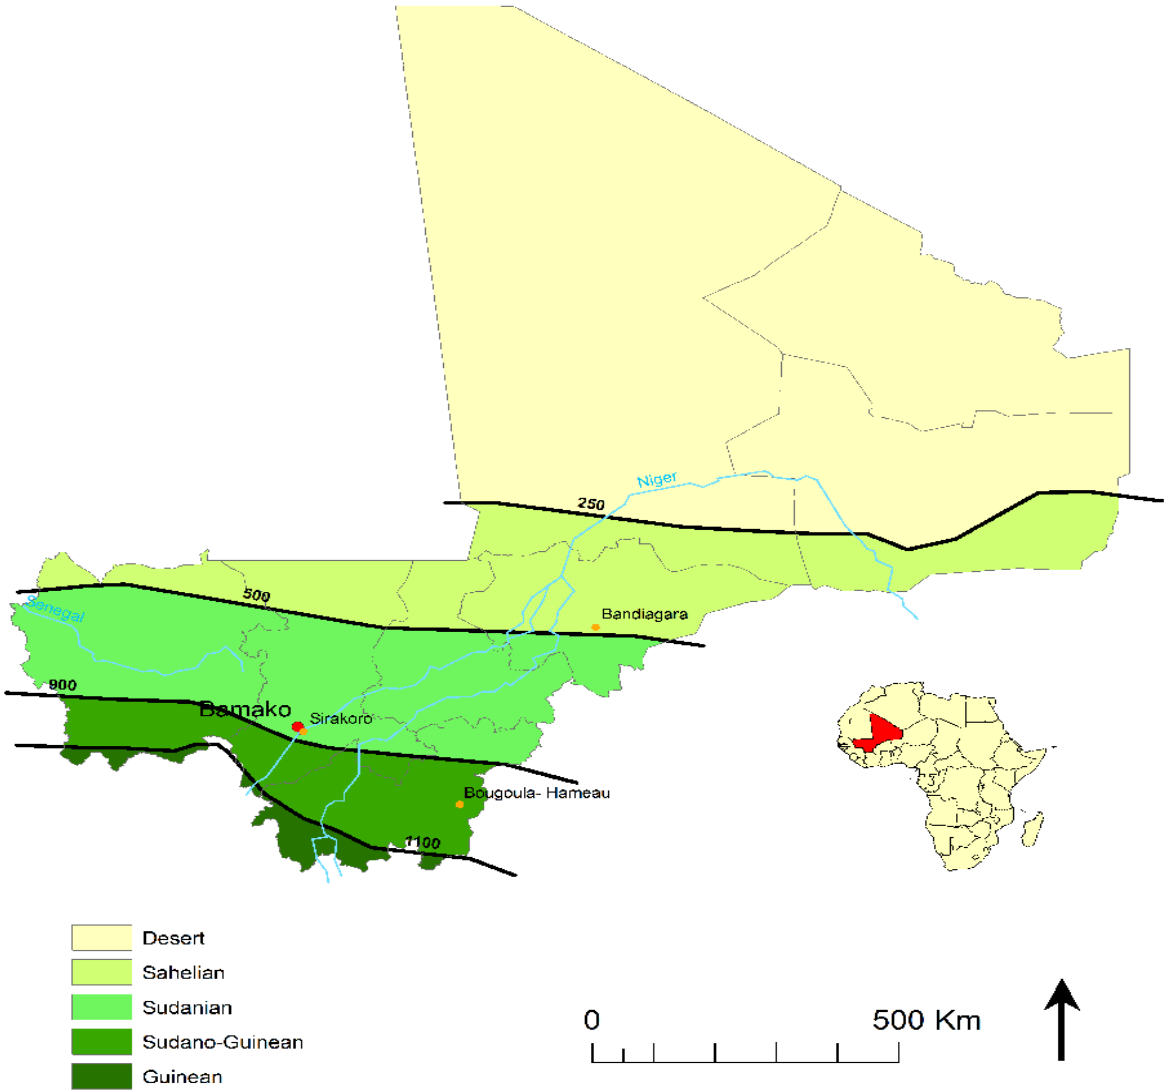 Niger
250
500
Bandiagara
Senegal
900
Bamako
Sirakoro
Bougoula- Hameau
1100
Desert
Sahelian
Sudanian
Sudano-Guinean
Guinean
0 500 Km